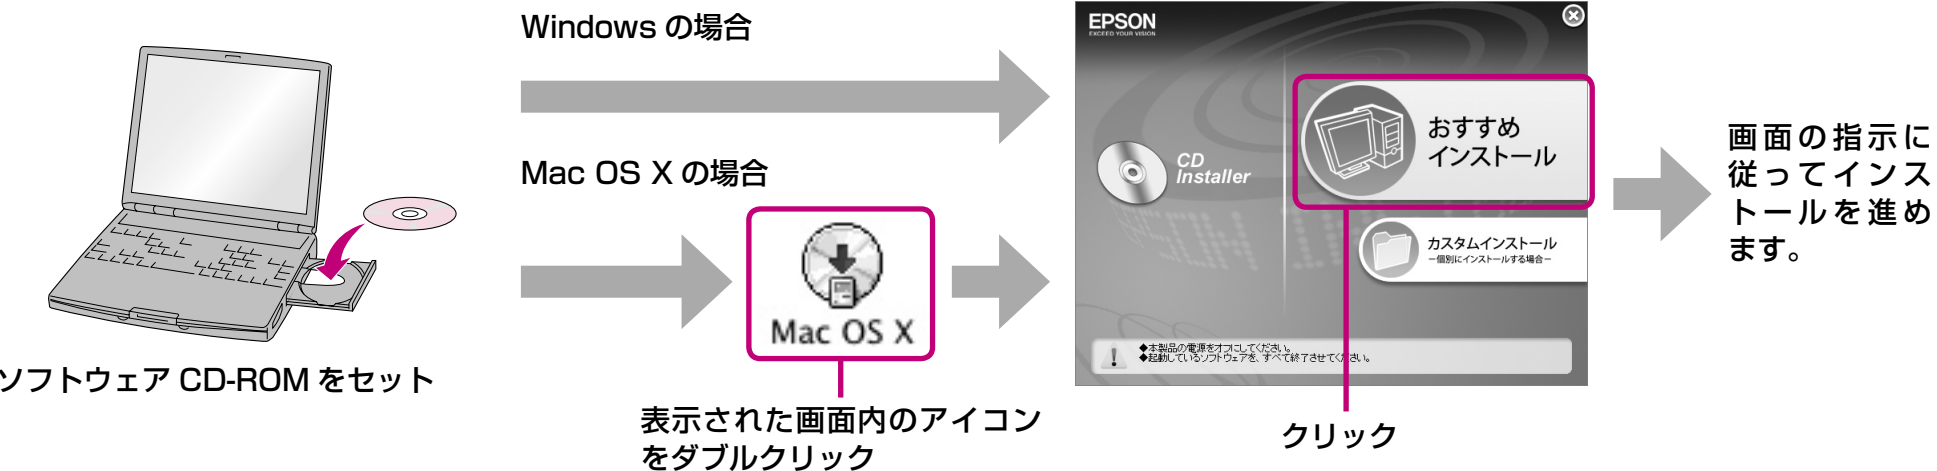 ソフトウェア CD-ROM をセット
Windows の場合
Mac OS X の場合
Mac OS X
表示された画面内のアイコン
をダブルクリック
EPSON
EXCEED YOUR VISION
CD
Installer
おすすめ
インストール
カスタムインストール
－個別にインストールする場合－
◆本製品の電源をオフにしてください。
◆起動しているソフトウェアを、すべて終了させてください。
クリック
画面の指示に
従ってインス
トールを進め
ます。